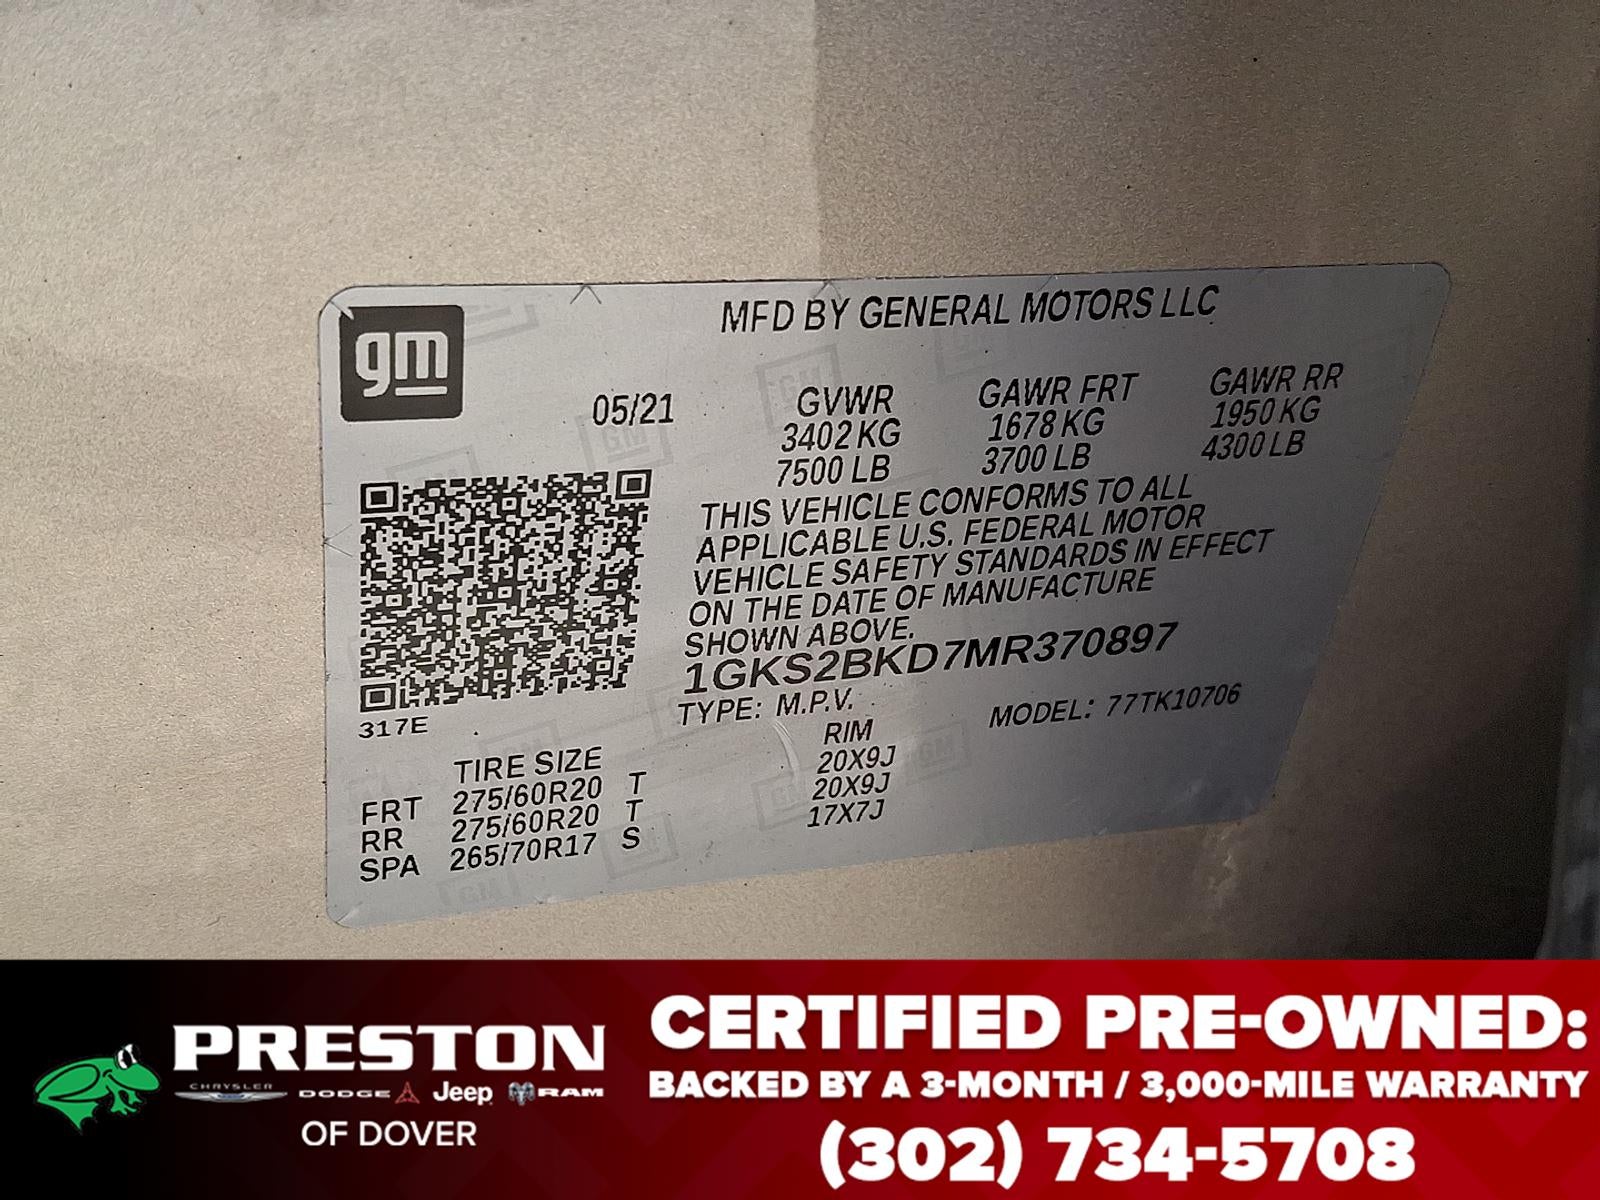 gm
MFD BY GENERAL MOTORS LLC
05/21
GVWR GAWR FRT GAWR RR
3402 KG 1678 KG 1950 KG
7500 LB 3700 LB 4300 LB
THIS VEHICLE CONFORMS TO ALL
APPLICABLE U.S. FEDERAL MOTOR
VEHICLE SAFETY STANDARDS IN EFFECT
ON THE DATE OF MANUFACTURE
SHOWN ABOVE.
1GKS2BKD7MR370897
TYPE: M.P.V. MODEL: 77TK10706
317E
TIRE SIZE RIM
FRT 275/60R20 T 20X9J
RR 275/60R20 T 20X9J
SPA 265/70R17 S 17X7J
PRESTON
CHRYSLER DODGE Jeep RAM
OF DOVER
CERTIFIED PRE-OWNED:
BACKED BY A 3-MONTH / 3,000-MILE WARRANTY
(302) 734-5708